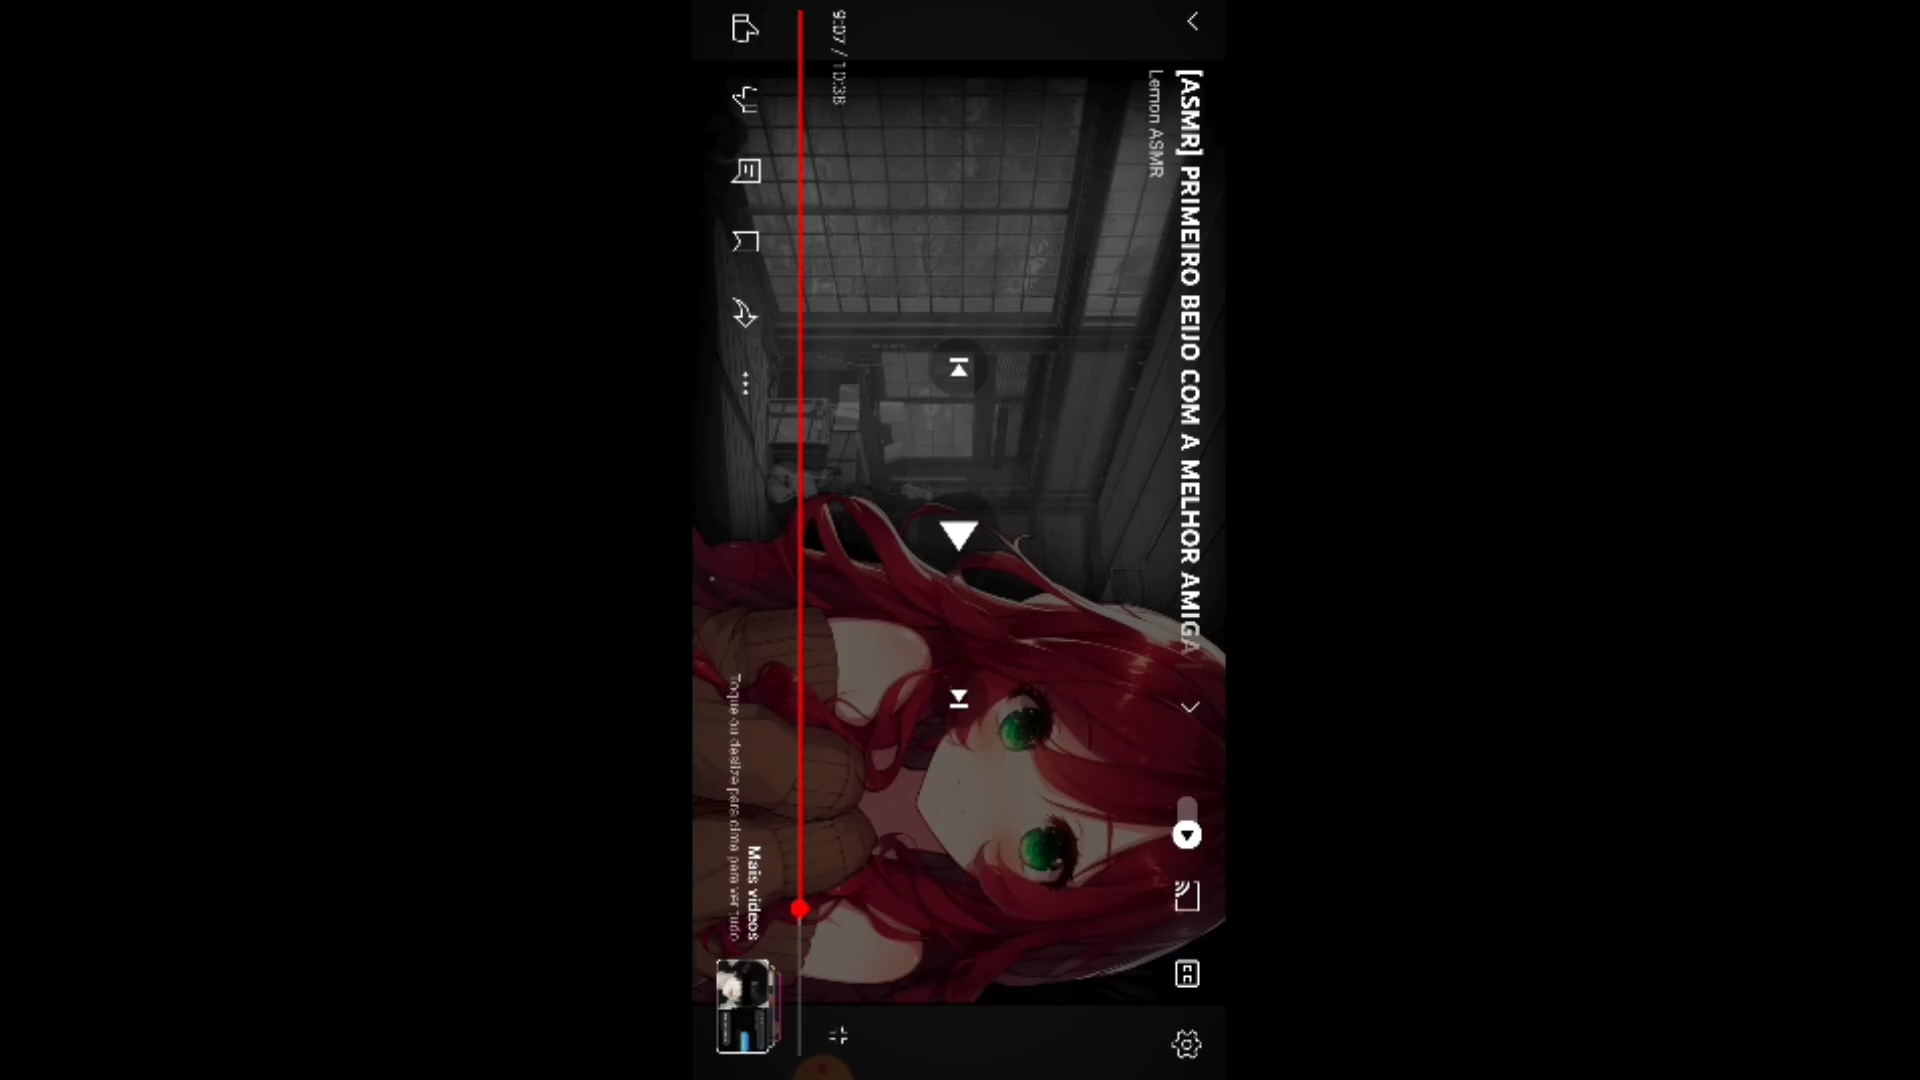 [ASMR] PRIMEIRO BEIJO COM A MELHOR AMIGA
Lemon ASMR
9:07 / 10:38
Mais vídeos
Toque ou deslize para cima para ver tudo